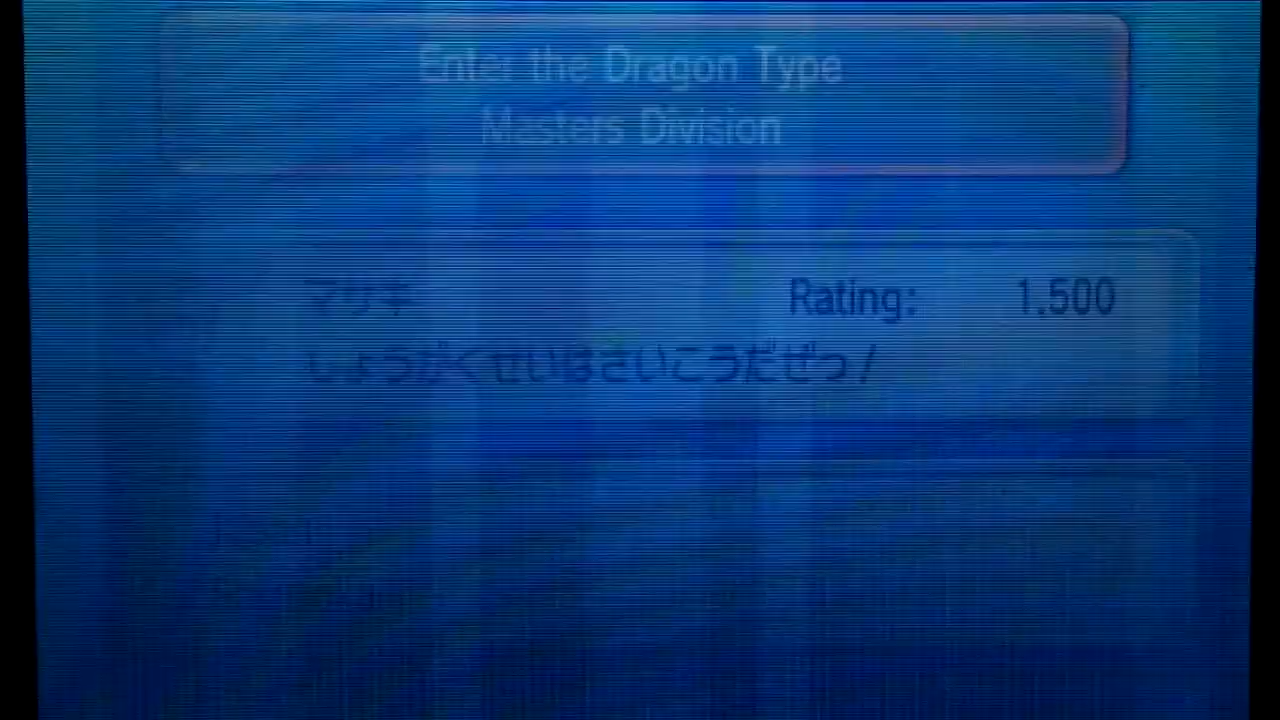 Enter the Dragon Type
Masters Division
マサキ
Rating: 1,500
しょうがくせいはさいこうだぜっ!